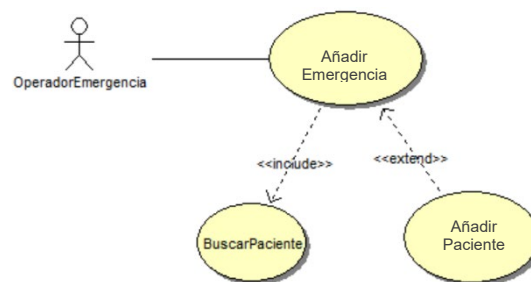 OperadorEmergencia
Añadir
Emergencia
<<include>>
<<extend>>
BuscarPaciente
Añadir
Paciente